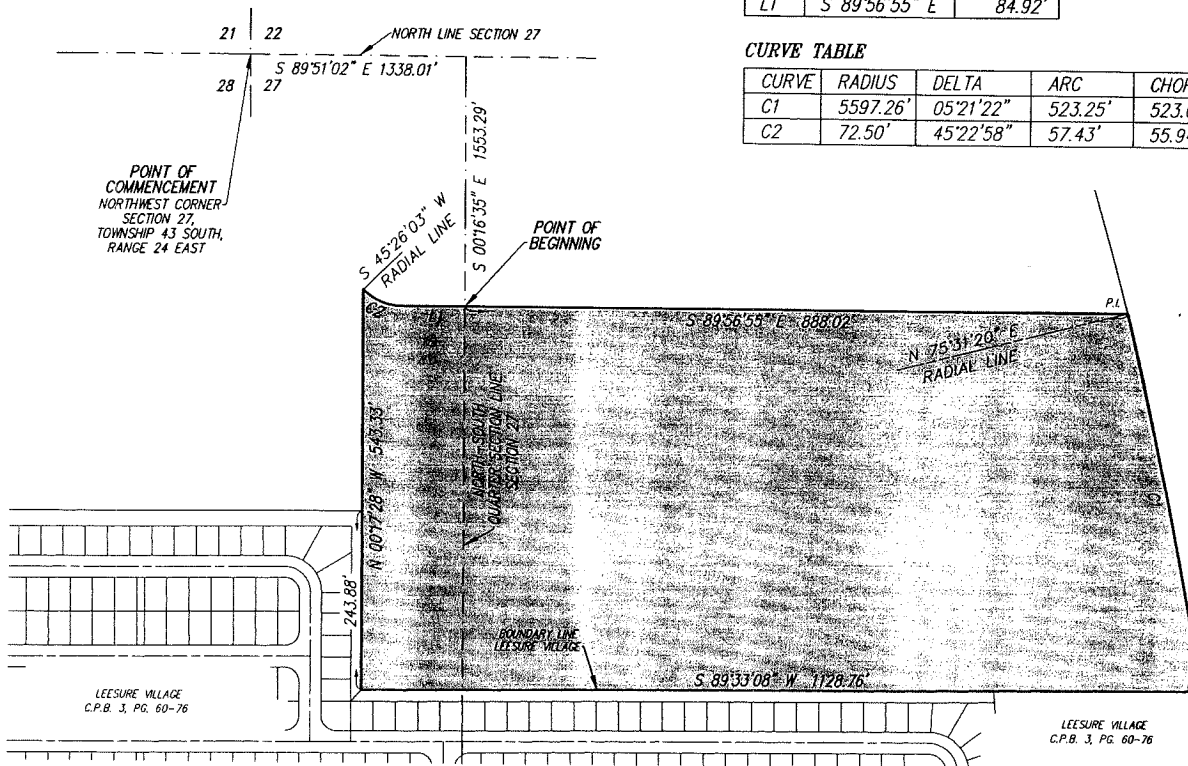 L1 S 89°56'55" E 84.92'
CURVE TABLE
CURVE RADIUS DELTA ARC
C1 5597.26' 05°21'22" 523.25'
C2 72.50' 45°22'58" 57.43'
21 22
28 27
NORTH LINE SECTION 27
S 89°51'02" E 1338.01'
POINT OF
COMMENCEMENT
NORTHWEST CORNER
SECTION 27,
TOWNSHIP 43 SOUTH,
RANGE 24 EAST
S 00°16'35" E 1553.29'
S 45°26'03" W
RADIAL LINE
POINT OF
BEGINNING
P.I.
C2
L1
S 89°56'55" E 888.02'
N 75°31'20" E
RADIAL LINE
NORTH-SOUTH
QUARTER SECTION LINE
SECTION 27
N 00°17'28" W
C1
243.88'
BOUNDARY LINE
LEESURE VILLAGE
S 89°33'08" W 1128.76'
LEESURE VILLAGE
C.P.B. 3, PG. 60-76
LEESURE VILLAGE
C.P.B. 3, PG. 60-76